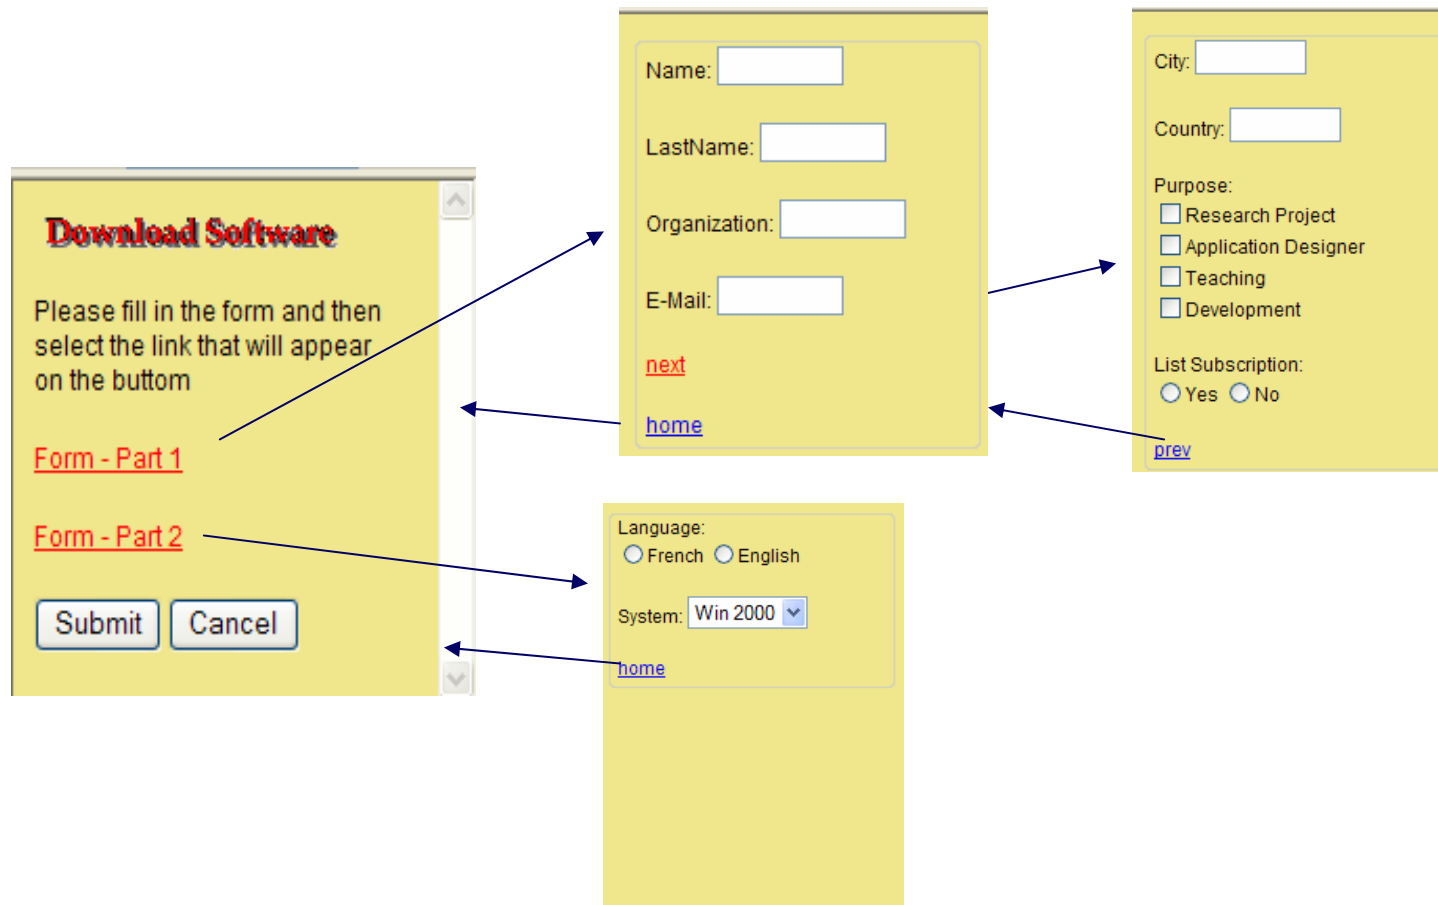 Download Software
Please fill in the form and then
select the link that will appear
on the buttom
Form - Part 1
Form - Part 2
Submit Cancel
Name:
LastName:
Organization:
E-Mail:
next
home
City:
Country:
Purpose:
Research Project
Application Designer
Teaching
Development
List Subscription:
Yes No
prev
Language:
French English
System: Win 2000
home